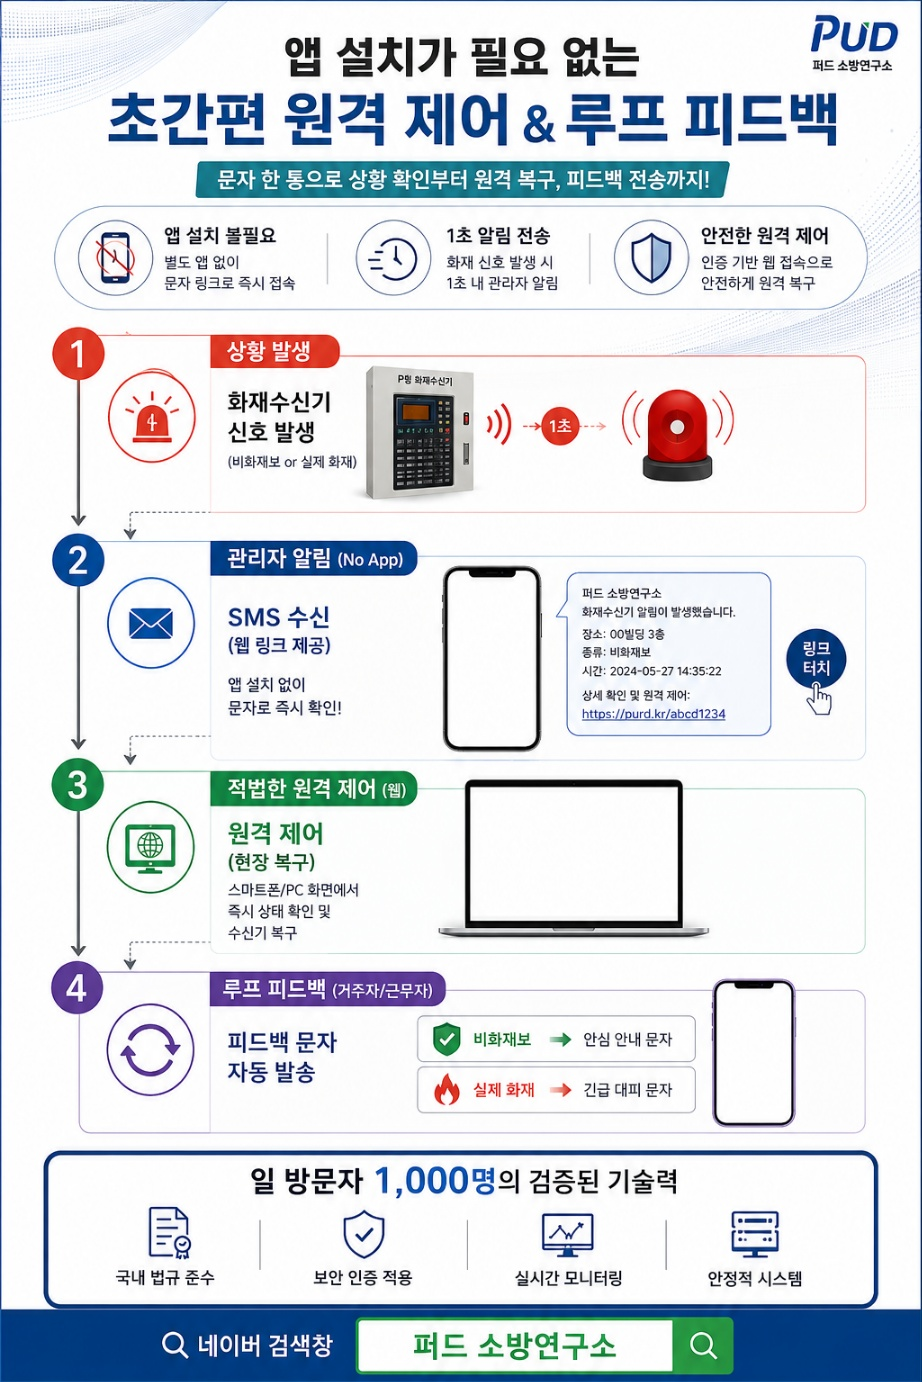 PUD
퍼드 소방연구소
앱 설치가 필요 없는
초간편 원격 제어 & 루프 피드백
문자 한 통으로 상황 확인부터 원격 복구, 피드백 전송까지!
앱 설치 볼필요
별도 앱 없이
문자 링크로 즉시 접속
1초 알림 전송
화재 신호 발생 시
1초 내 관라자 알림
안전한 원격 제어
인증 기반 웹 접속으로
안전하게 원격 복구
1
상황 발생
화재수신기
신호 발생
(비화재보 or 실제 화재)
P형 화재수신기
1초
2
관리자 알림 (No App)
SMS 수신
(웹 링크 제공)
앱 설치 없이
문자로 즉시 확인!
퍼드 소방연구소
화재수신기 알림이 발생했습니다.
장소: 00빌딩 3층
종류: 비화재보
시간: 2024-05-27 14:35:22
상세 확인 및 원격 제어:
https://purd.kr/abcd1234
링크
터치
3
적법한 원격 제어 (웹)
원격 제어
(현장 복구)
스마트폰/PC 화면에서
즉시 상태 확인 및
수신기 복구
4
루프 피드백 (거주자/근무자)
피드백 문자
자동 발송
비화재보 → 안심 안내 문자
실제 화재 → 긴급 대피 문자
일 방문자 1,000명의 검증된 기술력
국내 법규 준수
보안 인증 적용
실시간 모니터링
안정적 시스템
네이버 검색창
퍼드 소방연구소